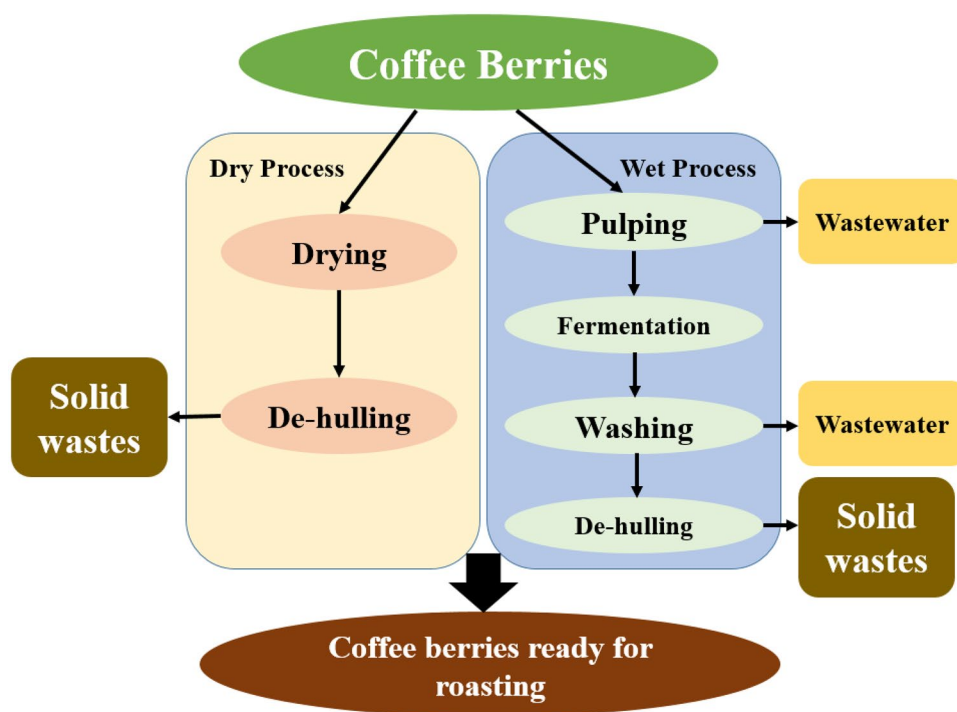 Coffee Berries
Dry Process
Drying
De-hulling
Solid
wastes
Wet Process
Pulping
Wastewater
Fermentation
Washing
Wastewater
De-hulling
Solid
wastes
Coffee berries ready for
roasting